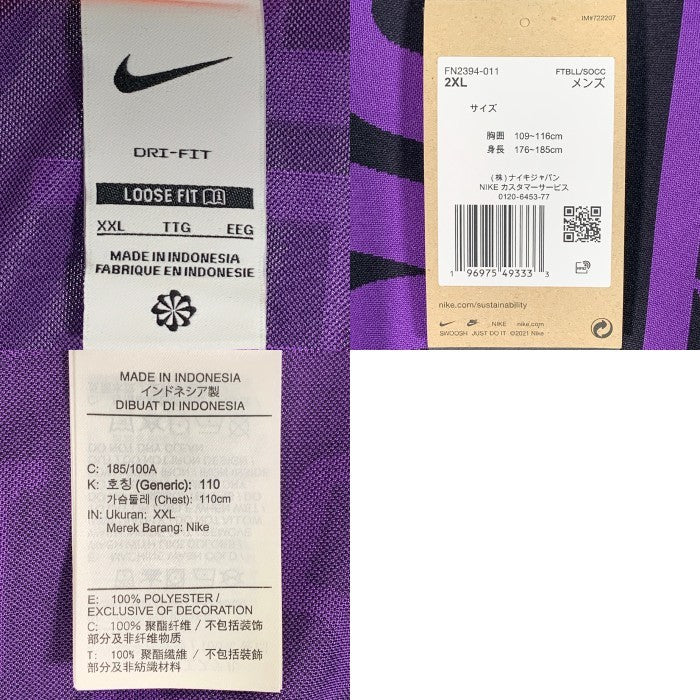 DRI-FIT
LOOSE FIT
XXL TTG EEG
MADE IN INDONESIA
FABRIQUE EN INDONESIE
IM#722207
FN2394-011 FTBLL/SOCC
2XL メンズ
サイズ
胸囲 109~116cm
身長 176~185cm
(株)ナイキジャパン
NIKE カスタマーサービス
0120-6453-77
1 96975 49333 3
nike.com/sustainability
NIKE nike.com
SWOOSH JUST DO IT ©2021 Nike
MADE IN INDONESIA
インドネシア製
DIBUAT DI INDONESIA
C: 185/100A
K: 호칭 (Generic): 110
가슴둘레 (Chest): 110cm
IN: Ukuran: XXL
Merek Barang: Nike
E: 100% POLYESTER/
EXCLUSIVE OF DECORATION
C: 100% 聚酯纤维 / 不包括装饰
部分及非纤维物质
T: 100% 聚酯纖維 / 不包括裝飾
部分及非紡織材料